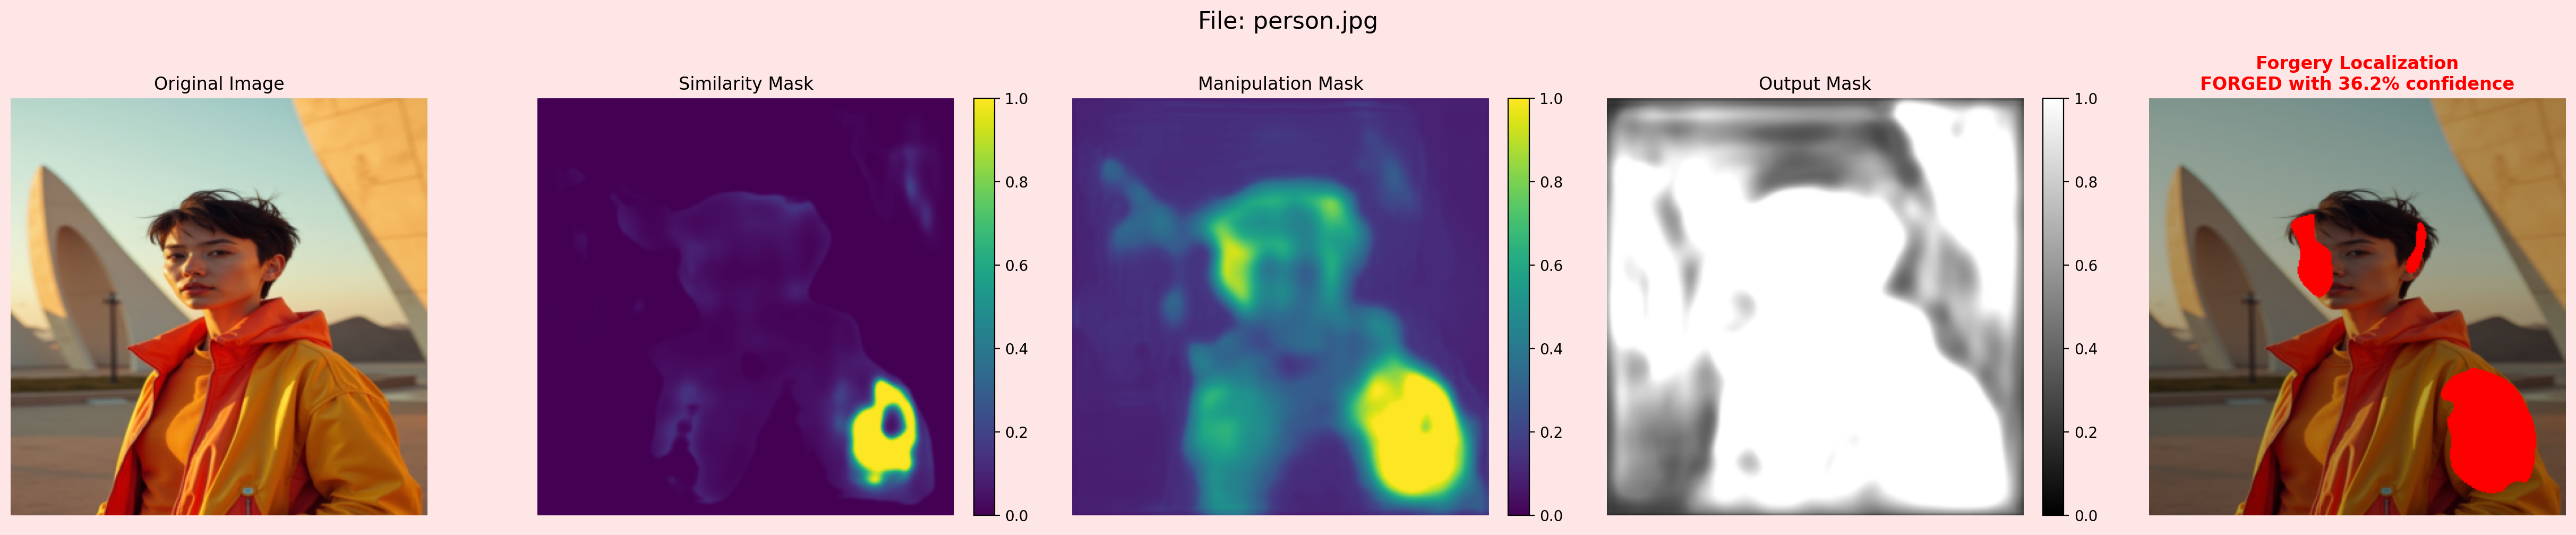 File: person.jpg
Original Image
Similarity Mask
1.0
0.8
0.6
0.4
0.2
0.0
Manipulation Mask
1.0
0.8
0.6
0.4
0.2
0.0
Output Mask
1.0
0.8
0.6
0.4
0.2
0.0
Forgery Localization
FORGED with 36.2% confidence